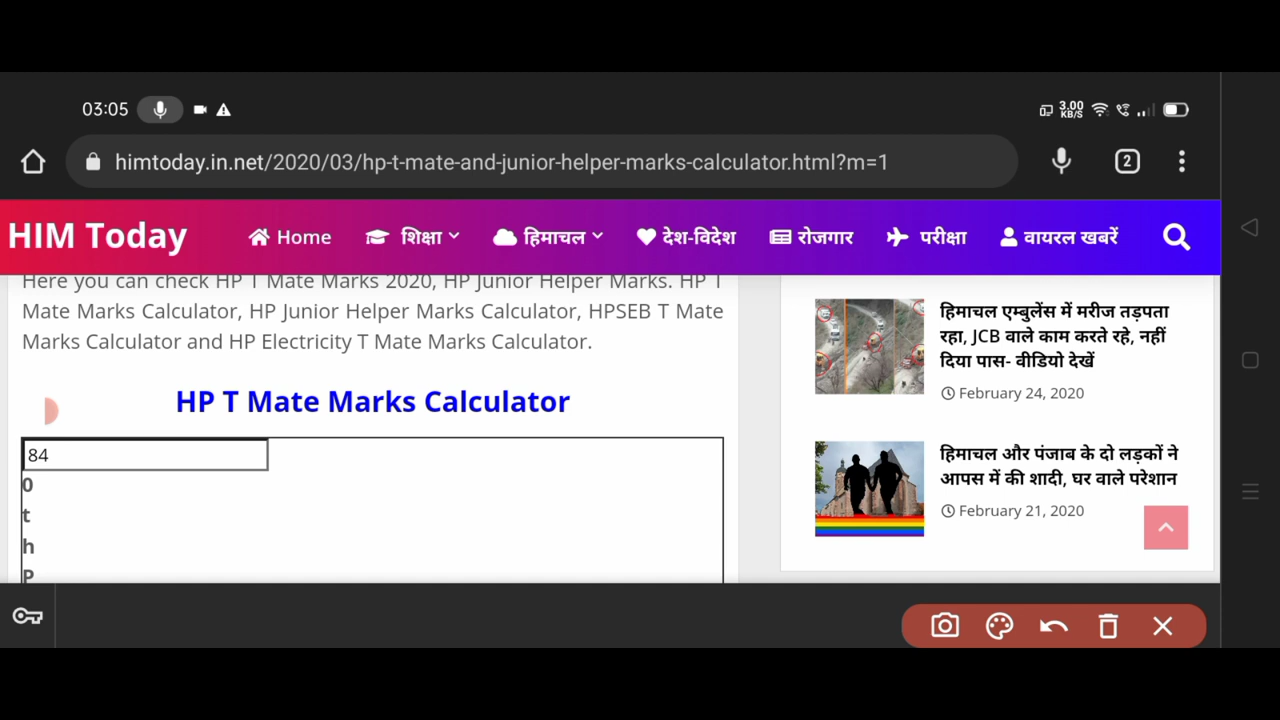 03:05
3.00
KB/S
himtoday.in.net/2020/03/hp-t-mate-and-junior-helper-marks-calculator.html?m=1
2
HIM Today
Home
शिक्षा
हिमाचल
देश-विदेश
रोजगार
परीक्षा
वायरल खबरें
Here you can check HP T Mate Marks 2020, HP Junior Helper Marks. HP T
Mate Marks Calculator, HP Junior Helper Marks Calculator, HPSEB T Mate
Marks Calculator and HP Electricity T Mate Marks Calculator.
HP T Mate Marks Calculator
84
0
t
h
P
हिमाचल एम्बुलेंस में मरीज तड़पता
रहा, JCB वाले काम करते रहे, नहीं
दिया पास- वीडियो देखें
February 24, 2020
हिमाचल और पंजाब के दो लड़कों ने
आपस में की शादी, घर वाले परेशान
February 21, 2020